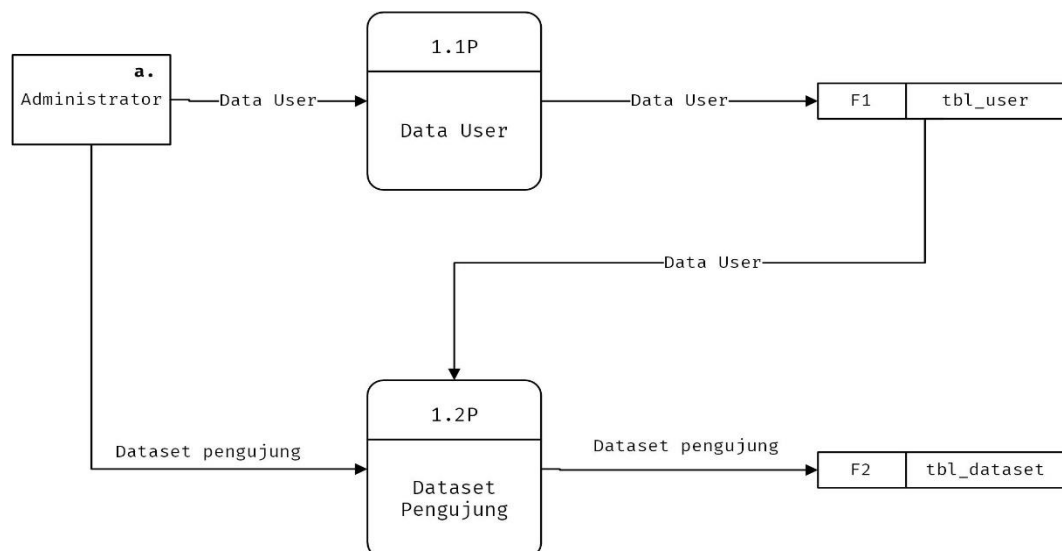 a.
Administrator
Data User
1.1P
Data User
Data User
F1
tbl_user
Data User
Dataset pengujung
1.2P
Dataset
Pengujung
Dataset pengujung
F2
tbl_dataset